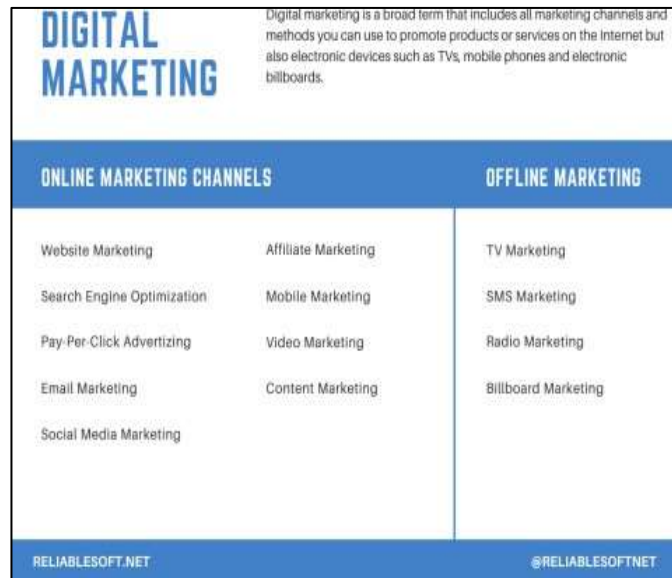 DIGITAL
MARKETING
Digital marketing is a broad term that includes all marketing channels and
methods you can use to promote products or services on the Internet but
also electronic devices such as TVs, mobile phones and electronic
billboards.
ONLINE MARKETING CHANNELS
Website Marketing
Search Engine Optimization
Pay-Per-Click Advertizing
Email Marketing
Social Media Marketing
Affiliate Marketing
Mobile Marketing
Video Marketing
Content Marketing
OFFLINE MARKETING
TV Marketing
SMS Marketing
Radio Marketing
Billboard Marketing
RELIABLESOFT.NET
@RELIABLESOFTNET